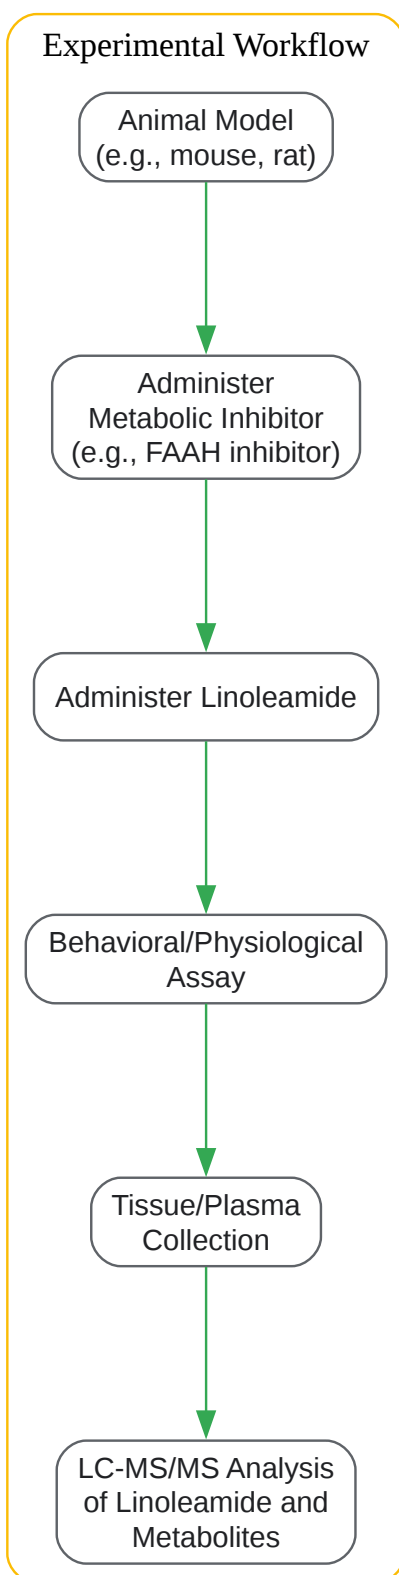 Experimental Workflow
Animal Model
(e.g., mouse, rat)
Administer
Metabolic Inhibitor
(e.g., FAAH inhibitor)
Administer Linoleamide
Behavioral/Physiological
Assay
Tissue/Plasma
Collection
LC-MS/MS Analysis
of Linoleamide and
Metabolites